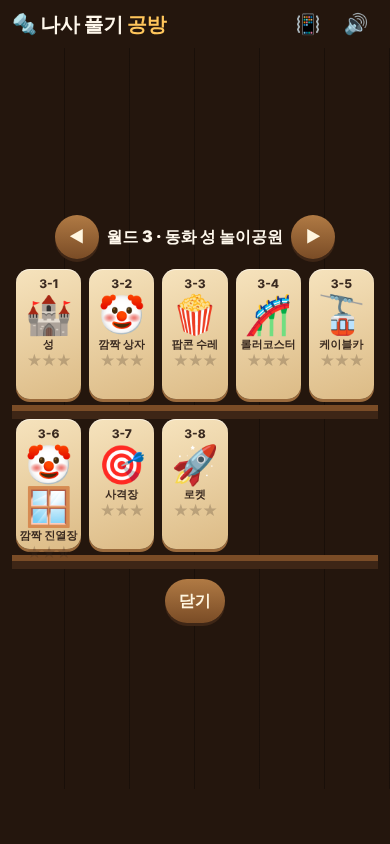 나사 풀기 공방
월드 3 · 동화 성 놀이공원
3-1
성
3-2
깜짝 상자
3-3
팝콘 수레
3-4
롤러코스터
3-5
케이블카
3-6
깜짝 진열장
3-7
사격장
3-8
로켓
닫기